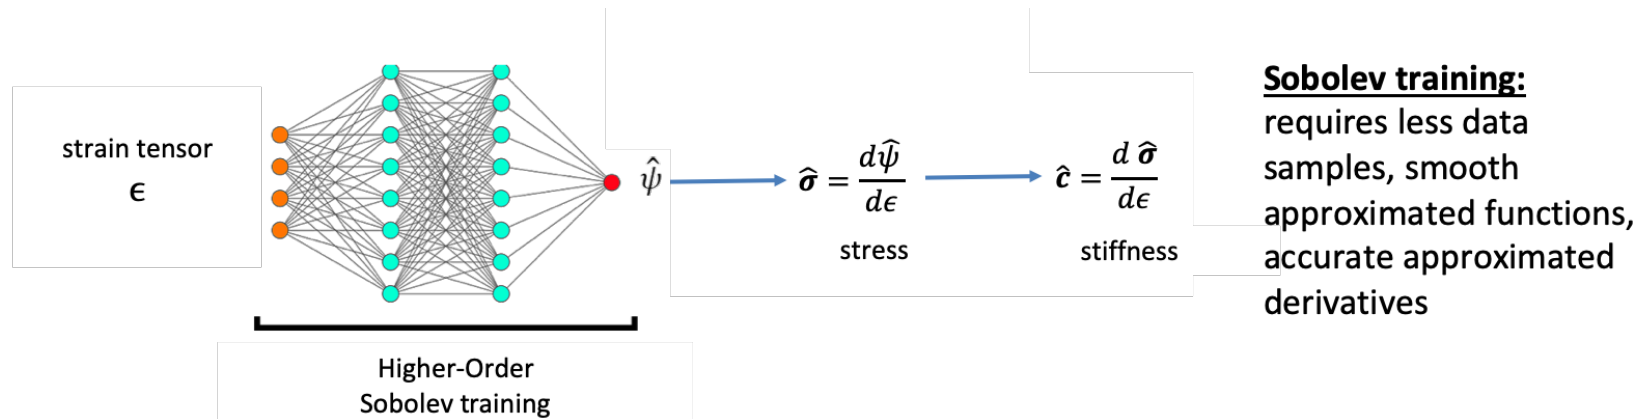 strain tensor
ϵ
Higher-Order
Sobolev training
ψ̂
σ̂ = dψ̂/dϵ
stress
ĉ = d σ̂/dϵ
stiffness
Sobolev training:
requires less data
samples, smooth
approximated functions,
accurate approximated
derivatives